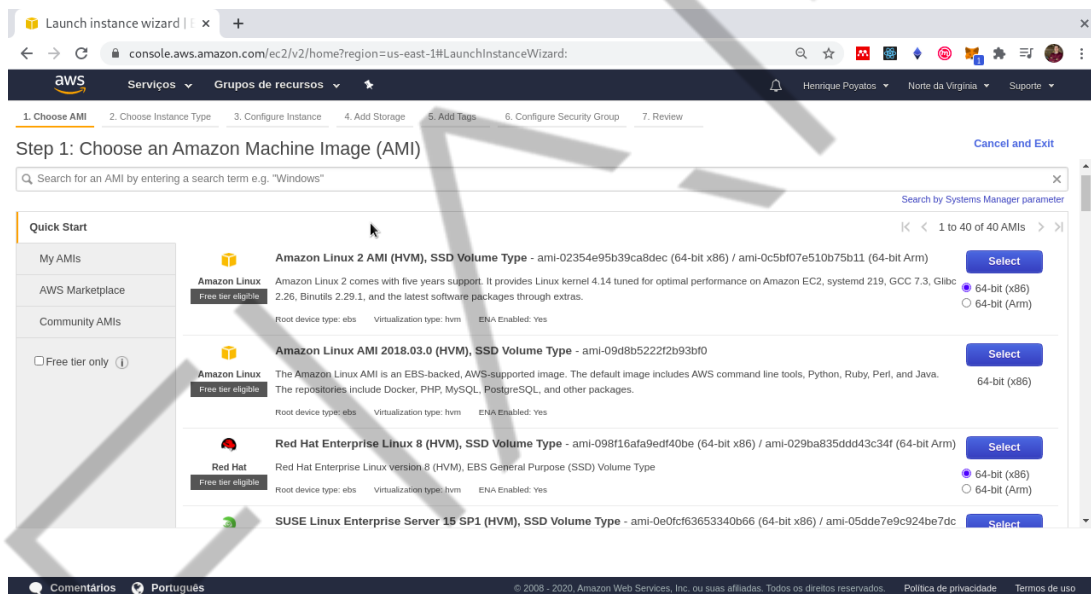 Launch instance wizard | E
console.aws.amazon.com/ec2/v2/home?region=us-east-1#LaunchInstanceWizard:
aws Serviços Grupos de recursos Henrique Poyatos Norte da Virgínia Suporte
1. Choose AMI 2. Choose Instance Type 3. Configure Instance 4. Add Storage 5. Add Tags 6. Configure Security Group 7. Review
Step 1: Choose an Amazon Machine Image (AMI)
Cancel and Exit
Search for an AMI by entering a search term e.g. "Windows"
Search by Systems Manager parameter
Quick Start
1 to 40 of 40 AMIs
My AMIs
AWS Marketplace
Community AMIs
Free tier only
Amazon Linux
Free tier eligible
Amazon Linux 2 AMI (HVM), SSD Volume Type - ami-02354e95b39ca8dec (64-bit x86) / ami-0c5bf07e510b75b11 (64-bit Arm)
Amazon Linux 2 comes with five years support. It provides Linux kernel 4.14 tuned for optimal performance on Amazon EC2, systemd 219, GCC 7.3, Glibc
2.26, Binutils 2.29.1, and the latest software packages through extras.
Root device type: ebs Virtualization type: hvm ENA Enabled: Yes
Select
64-bit (x86)
64-bit (Arm)
Amazon Linux
Free tier eligible
Amazon Linux AMI 2018.03.0 (HVM), SSD Volume Type - ami-09d8b5222f2b93bf0
The Amazon Linux AMI is an EBS-backed, AWS-supported image. The default image includes AWS command line tools, Python, Ruby, Perl, and Java.
The repositories include Docker, PHP, MySQL, PostgreSQL, and other packages.
Root device type: ebs Virtualization type: hvm ENA Enabled: Yes
Select
64-bit (x86)
Red Hat
Free tier eligible
Red Hat Enterprise Linux 8 (HVM), SSD Volume Type - ami-098f16afa9edf40be (64-bit x86) / ami-029ba835ddd43c34f (64-bit Arm)
Red Hat Enterprise Linux version 8 (HVM), EBS General Purpose (SSD) Volume Type
Root device type: ebs Virtualization type: hvm ENA Enabled: Yes
Select
64-bit (x86)
64-bit (Arm)
SUSE Linux Enterprise Server 15 SP1 (HVM), SSD Volume Type - ami-0e0fcf63653340b66 (64-bit x86) / ami-05dde7e9c924be7dc
Select
Comentários Português © 2008 - 2020, Amazon Web Services, Inc. ou suas afiliadas. Todos os direitos reservados. Política de privacidade Termos de uso